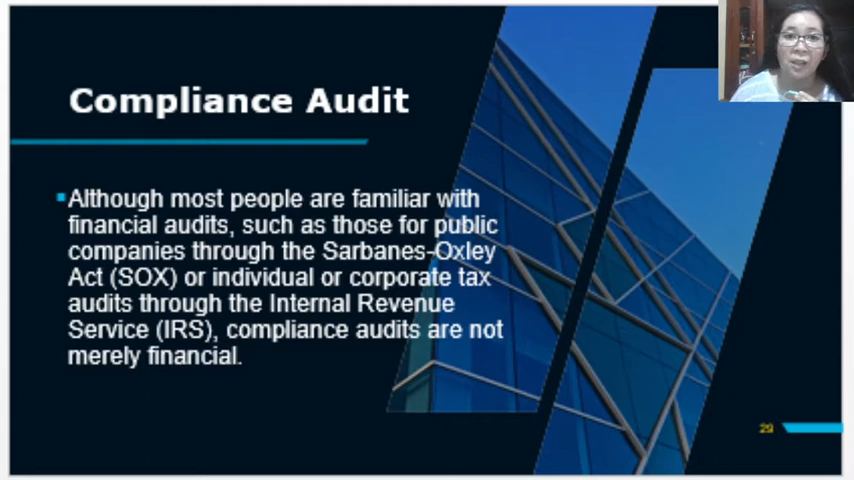 Compliance Audit
Although most people are familiar with
financial audits, such as those for public
companies through the Sarbanes-Oxley
Act (SOX) or individual or corporate tax
audits through the Internal Revenue
Service (IRS), compliance audits are not
merely financial.
29